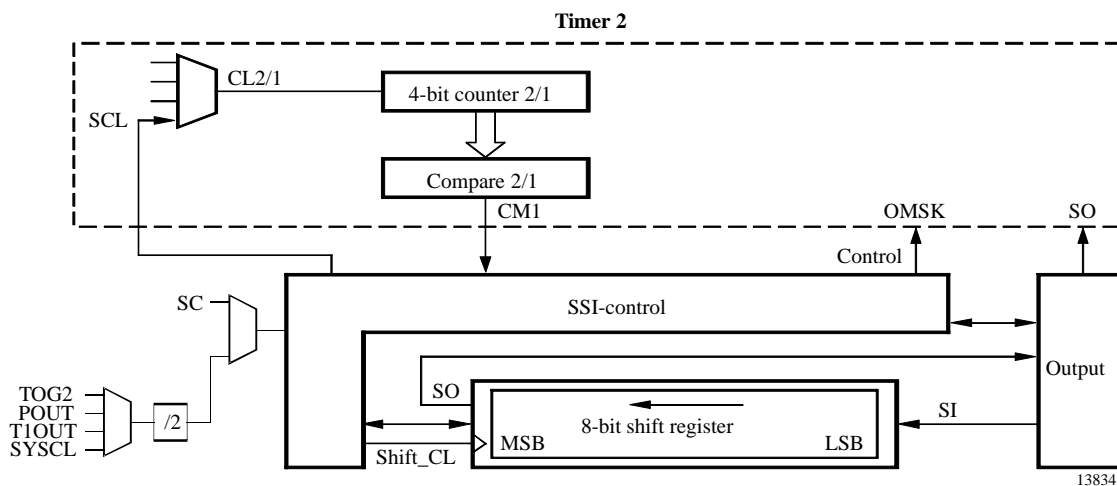 Timer 2
CL2/1
4-bit counter 2/1
SCL
Compare 2/1
CM1
OMSK
SO
Control
SC
SSI-control
Output
TOG2
POUT
T1OUT
SYSCL
/2
SO
8-bit shift register
SI
MSB
LSB
Shift_CL
13834